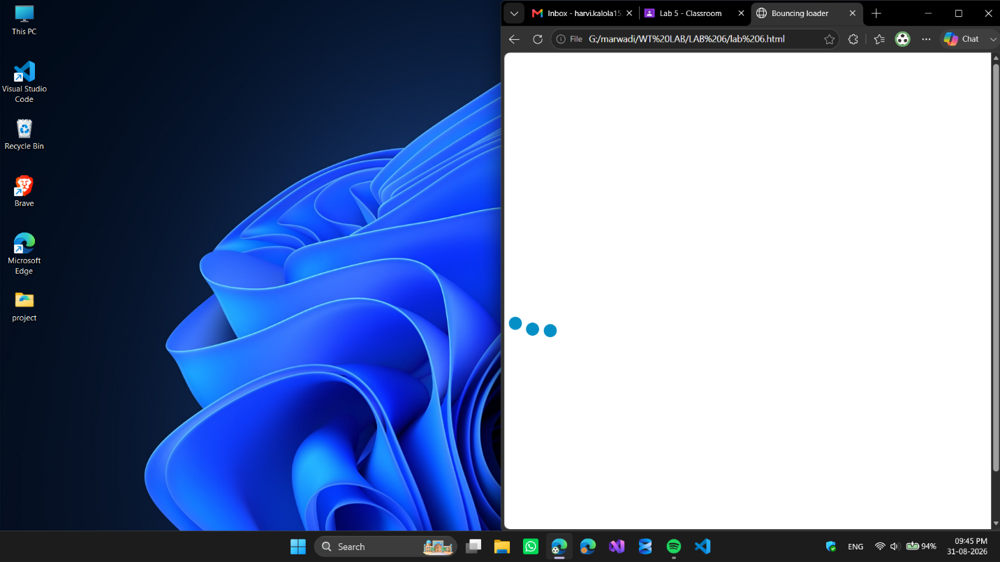 This PC
Visual Studio
Code
Recycle Bin
Brave
Microsoft
Edge
project
Inbox - harvi.kalola15
Lab 5 - Classroom
Bouncing loader
File G:/marwadi/WT%20LAB/LAB%206/lab%206.html
Chat
Search
ENG
94%
09:45 PM
31-08-2026